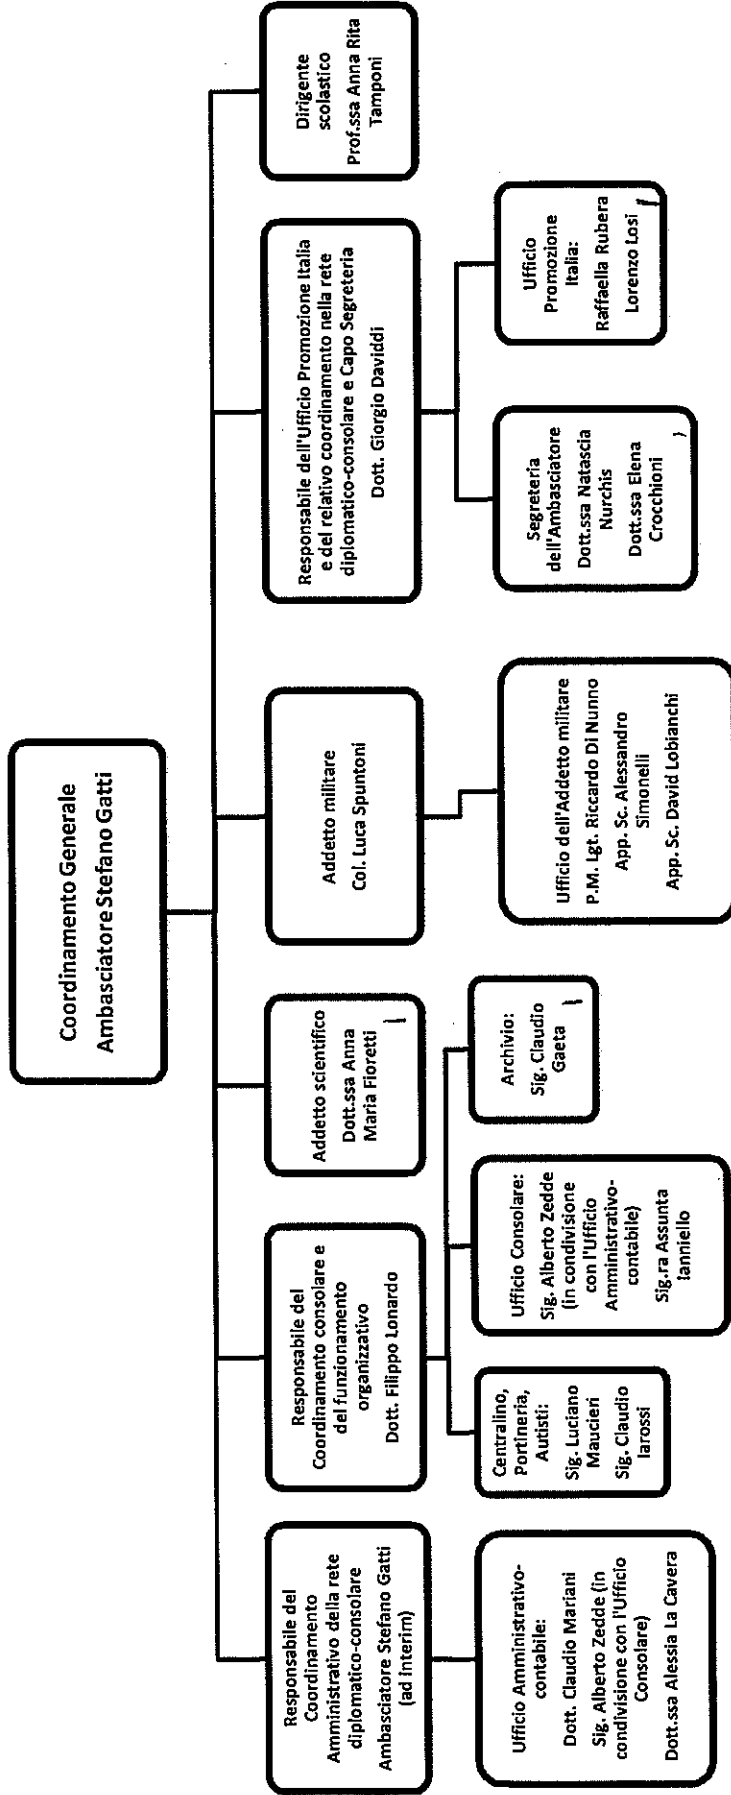 Coordinamento Generale
Ambasciatore Stefano Gatti
Responsabile del
Coordinamento
Amministrativo della rete
diplomatico-consolare
Ambasciatore Stefano Gatti
(ad interim)
Responsabile del
Coordinamento consolare e
del funzionamento
organizzativo
Dott. Filippo Lonardo
Addetto scientifico
Dott.ssa Anna
Maria Fioretti
Addetto militare
Col. Luca Spuntoni
Responsabile dell'Ufficio Promozione Italia
e del relativo coordinamento nella rete
diplomatico-consolare e Capo Segreteria
Dott. Giorgio Daviddi
Dirigente
scolastico
Prof.ssa Anna Rita
Tamponi
Ufficio Amministrativo-
contabile:
Dott. Claudio Mariani
Sig. Alberto Zedde (in
condivisione con l'Ufficio
Consolare)
Dott.ssa Alessia La Cavera
Centralino,
Portineria,
Autisti:
Sig. Luciano
Maucieri
Sig. Claudio
Iarossi
Ufficio Consolare:
Sig. Alberto Zedde
(in condivisione
con l'Ufficio
Amministrativo-
contabile)
Sig.ra Assunta
Ianniello
Archivio:
Sig. Claudio
Gaeta
Ufficio dell'Addetto militare
P.M. Lgt. Riccardo Di Nunno
App. Sc. Alessandro
Simonelli
App. Sc. David Lobianchi
Segreteria
dell'Ambasciatore
Dott.ssa Natascia
Nurchis
Dott.ssa Elena
Crocchioni
Ufficio
Promozione
Italia:
Raffaella Rubera
Lorenzo Losi